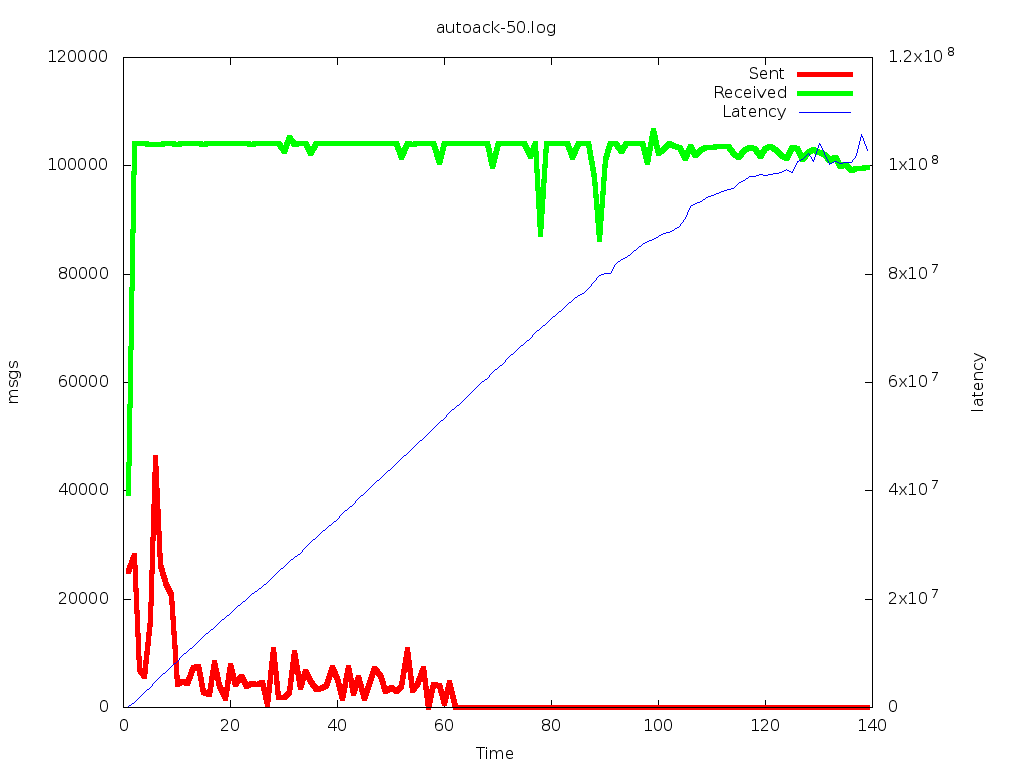 autoack-50.log
120000
1.2x10^8
Sent
Received
Latency
100000
1x10^8
80000
8x10^7
msgs
latency
60000
6x10^7
40000
4x10^7
20000
2x10^7
0
0
0 20 40 60 80 100 120 140
Time